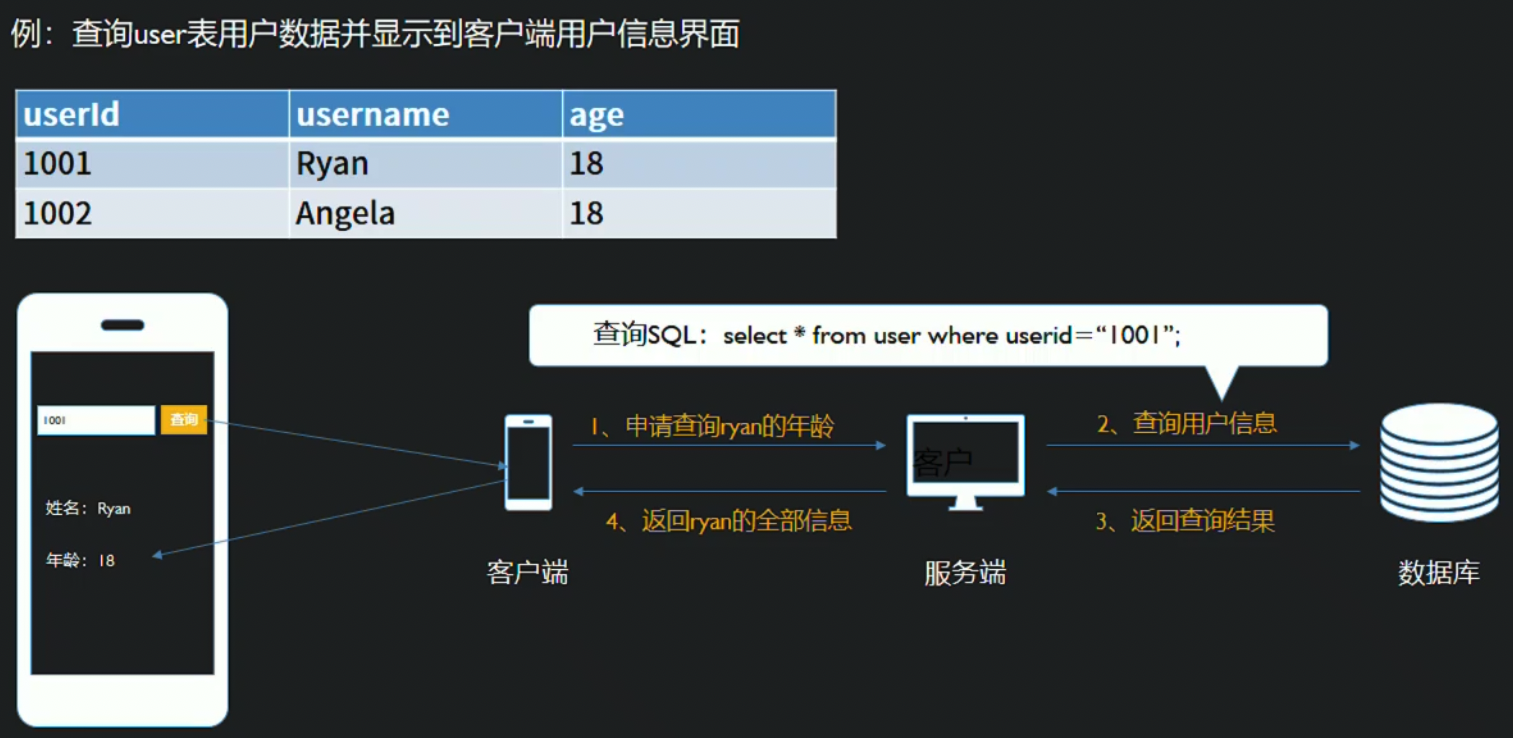 例：查询user表用户数据并显示到客户端用户信息界面
userId username age
1001 Ryan 18
1002 Angela 18
查询SQL：select * from user where userid=“1001”;
1001 查询
1、申请查询ryan的年龄
2、查询用户信息
客户
姓名：Ryan
4、返回ryan的全部信息
3、返回查询结果
年龄：18
客户端
服务端
数据库